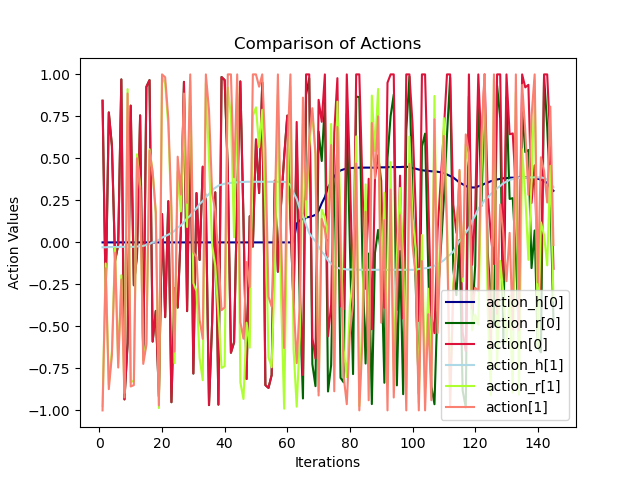 Comparison of Actions
Action Values
1.00
0.75
0.50
0.25
0.00
−0.25
−0.50
−0.75
−1.00
action_h[0]
action_r[0]
action[0]
action_h[1]
action_r[1]
action[1]
0 20 40 60 80 100 120 140
Iterations